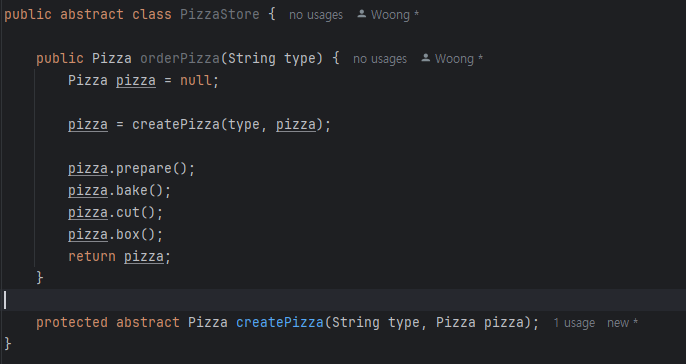 public abstract class PizzaStore {  no usages  Woong *
public Pizza orderPizza(String type) {  no usages  Woong *
Pizza pizza = null;
pizza = createPizza(type, pizza);
pizza.prepare();
pizza.bake();
pizza.cut();
pizza.box();
return pizza;
}
protected abstract Pizza createPizza(String type, Pizza pizza);  1 usage  new *
}